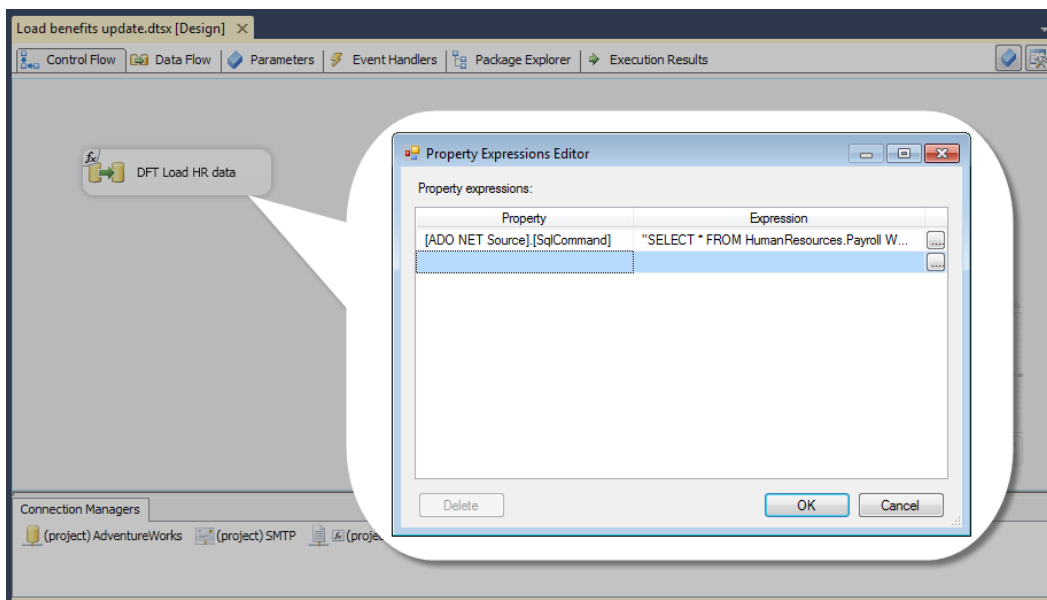 Load benefits update.dtsx [Design]
Control Flow Data Flow Parameters Event Handlers Package Explorer Execution Results
fx
DFT Load HR data
Property Expressions Editor
Property expressions:
Property Expression
[ADO NET Source].[SqlCommand] "SELECT * FROM HumanResources.Payroll W... ...
...
Delete OK Cancel
Connection Managers
(project) AdventureWorks (project) SMTP fx (proje